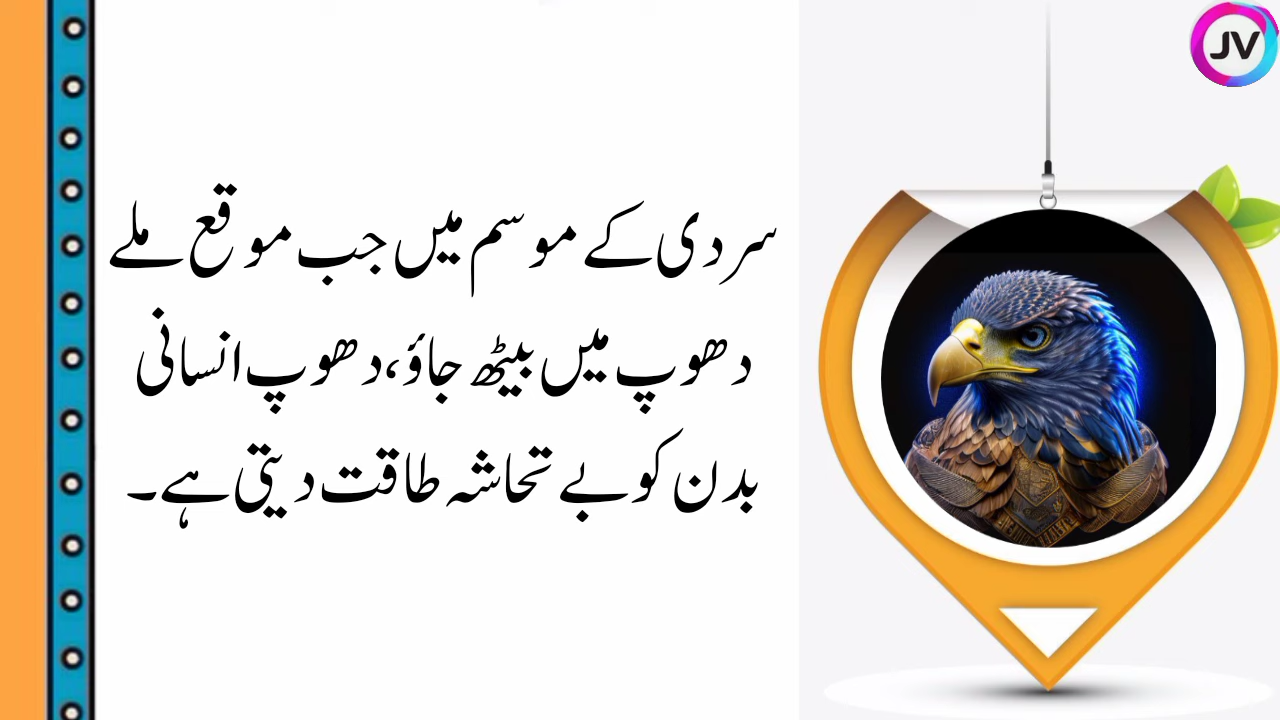 سردی کے موسم میں جب موقع ملے
دھوپ میں بیٹھ جاؤ،دھوپ انسانی
بدن کو بے تحاشہ طاقت دیتی ہے۔
JV